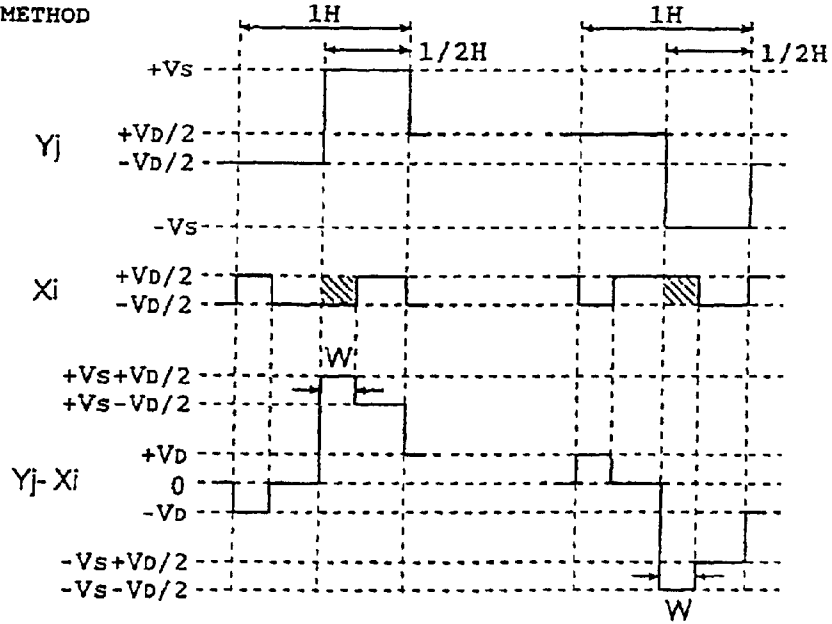 METHOD
1H 1H
1/2H 1/2H
+VS
+VD/2
Yj
-VD/2
-VS
+VD/2
Xi
-VD/2
W
+VS+VD/2
+VS-VD/2
+VD
Yj-Xi 0
-VD
-VS+VD/2
-VS-VD/2
W